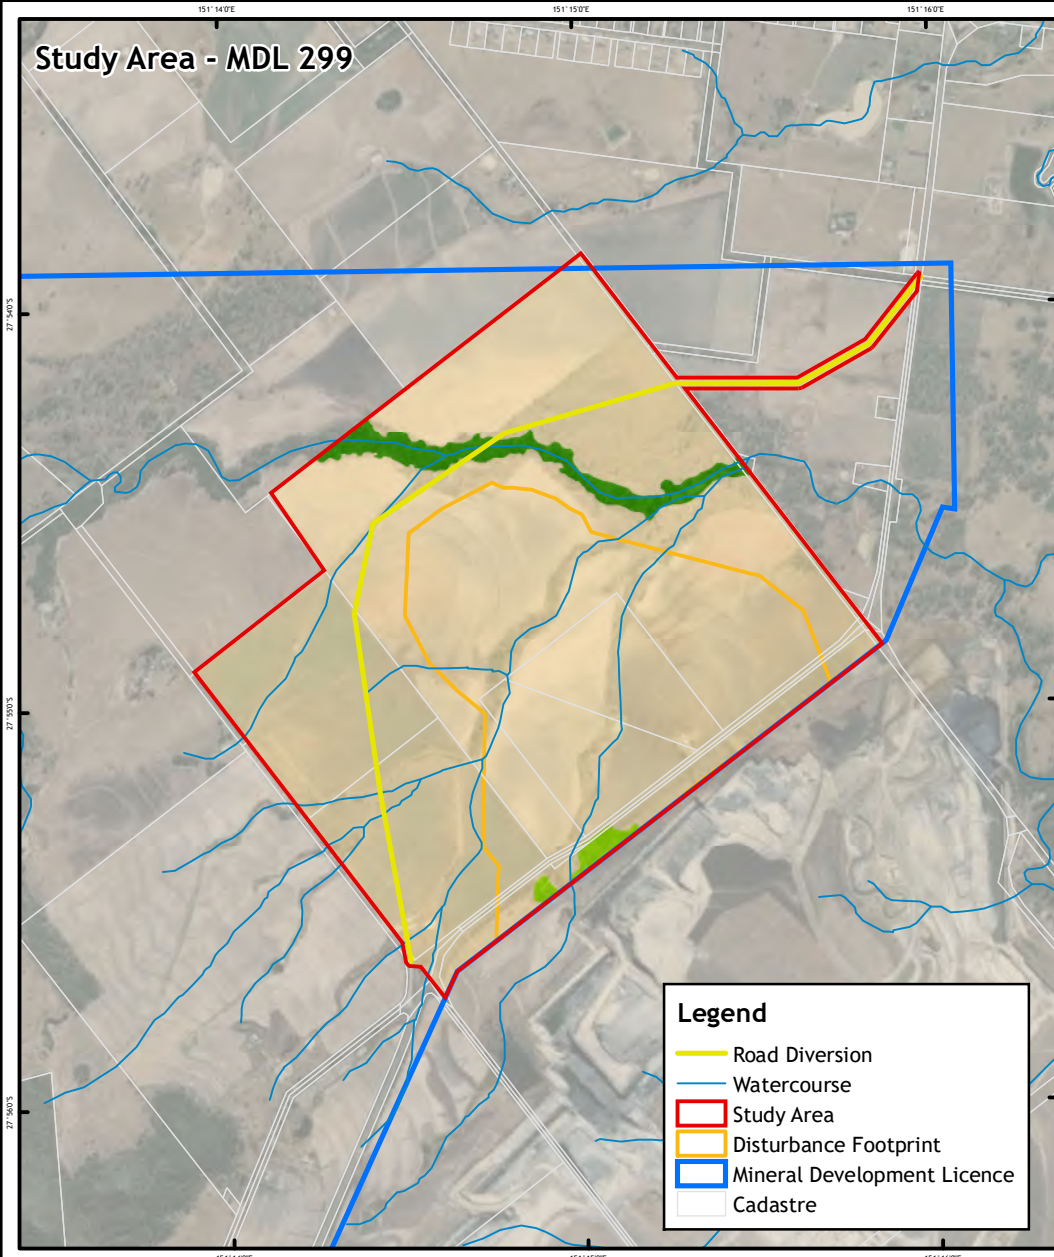 151°14'0"E
151°15'0"E
151°16'0"E
Study Area - MDL 299
27°54'0"S
27°55'0"S
27°56'0"S
Legend
Road Diversion
Watercourse
Study Area
Disturbance Footprint
Mineral Development Licence
Cadastre